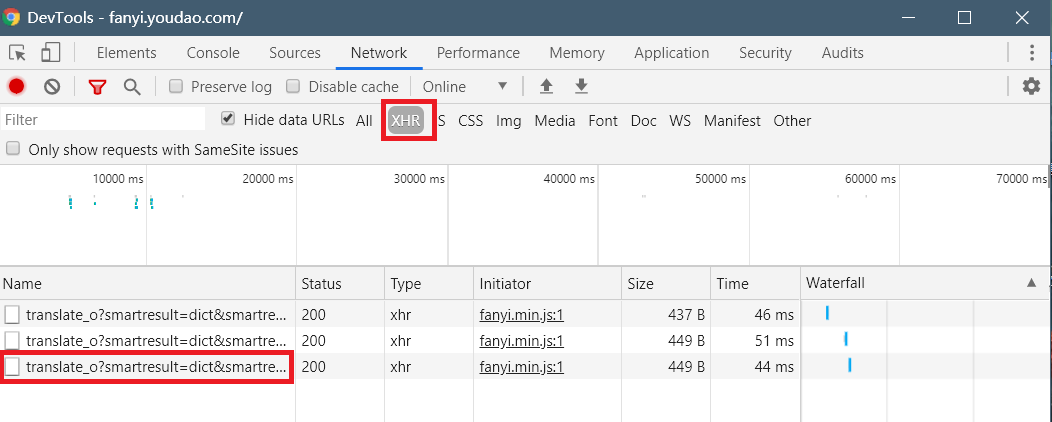 DevTools - fanyi.youdao.com/
Elements Console Sources Network Performance Memory Application Security Audits
Preserve log Disable cache Online
Filter Hide data URLs All XHR S CSS Img Media Font Doc WS Manifest Other
Only show requests with SameSite issues
10000 ms 20000 ms 30000 ms 40000 ms 50000 ms 60000 ms 70000 ms
Name Status Type Initiator Size Time Waterfall
translate_o?smartresult=dict&smartre... 200 xhr fanyi.min.js:1 437 B 46 ms
translate_o?smartresult=dict&smartre... 200 xhr fanyi.min.js:1 449 B 51 ms
translate_o?smartresult=dict&smartre... 200 xhr fanyi.min.js:1 449 B 44 ms